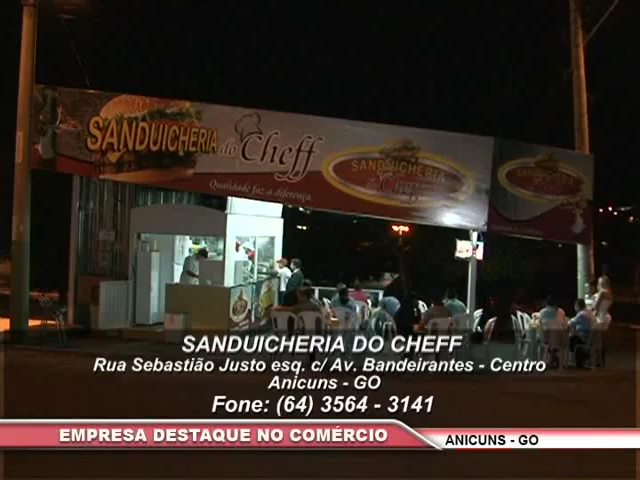 SANDUICHERIA do Cheff
Qualidade faz a diferença.
SANDUICHERIA
do Cheff
SANDUICHERIA DO CHEFF
Rua Sebastião Justo esq. c/ Av. Bandeirantes - Centro
Anicuns - GO
Fone: (64) 3564 - 3141
EMPRESA DESTAQUE NO COMÉRCIO
ANICUNS - GO